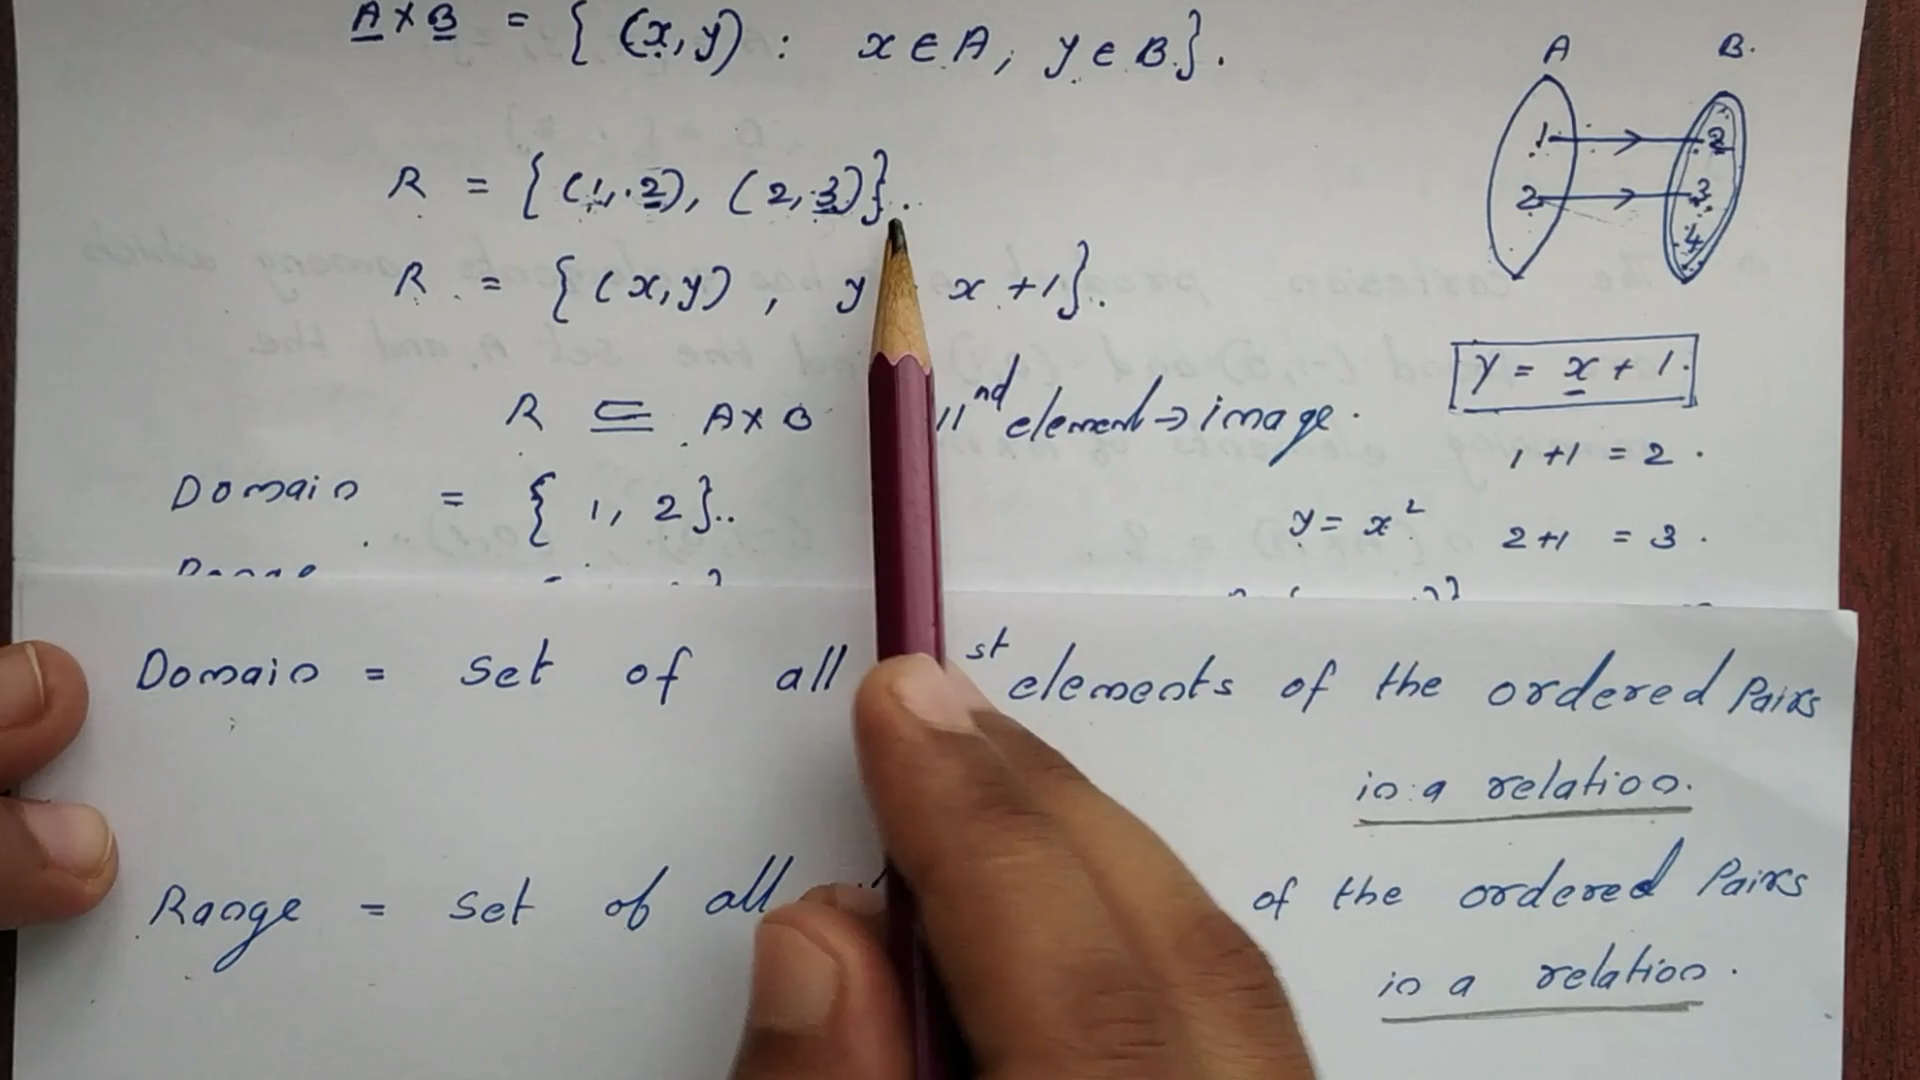 A × B = { (x, y) : x ∈ A, y ∈ B}.
A B.
1 2
2 3
4
R = { (1, 2), (2, 3)}.
R = { (x, y) , y x + 1}.
y = x + 1.
R ⊆ A × B IInd element → image.
1 + 1 = 2.
Domain = { 1, 2}.
y = x²
2 + 1 = 3.
Domain = set of all st elements of the ordered Pairs
in a relation.
Range = set of all of the ordered Pairs
in a relation.